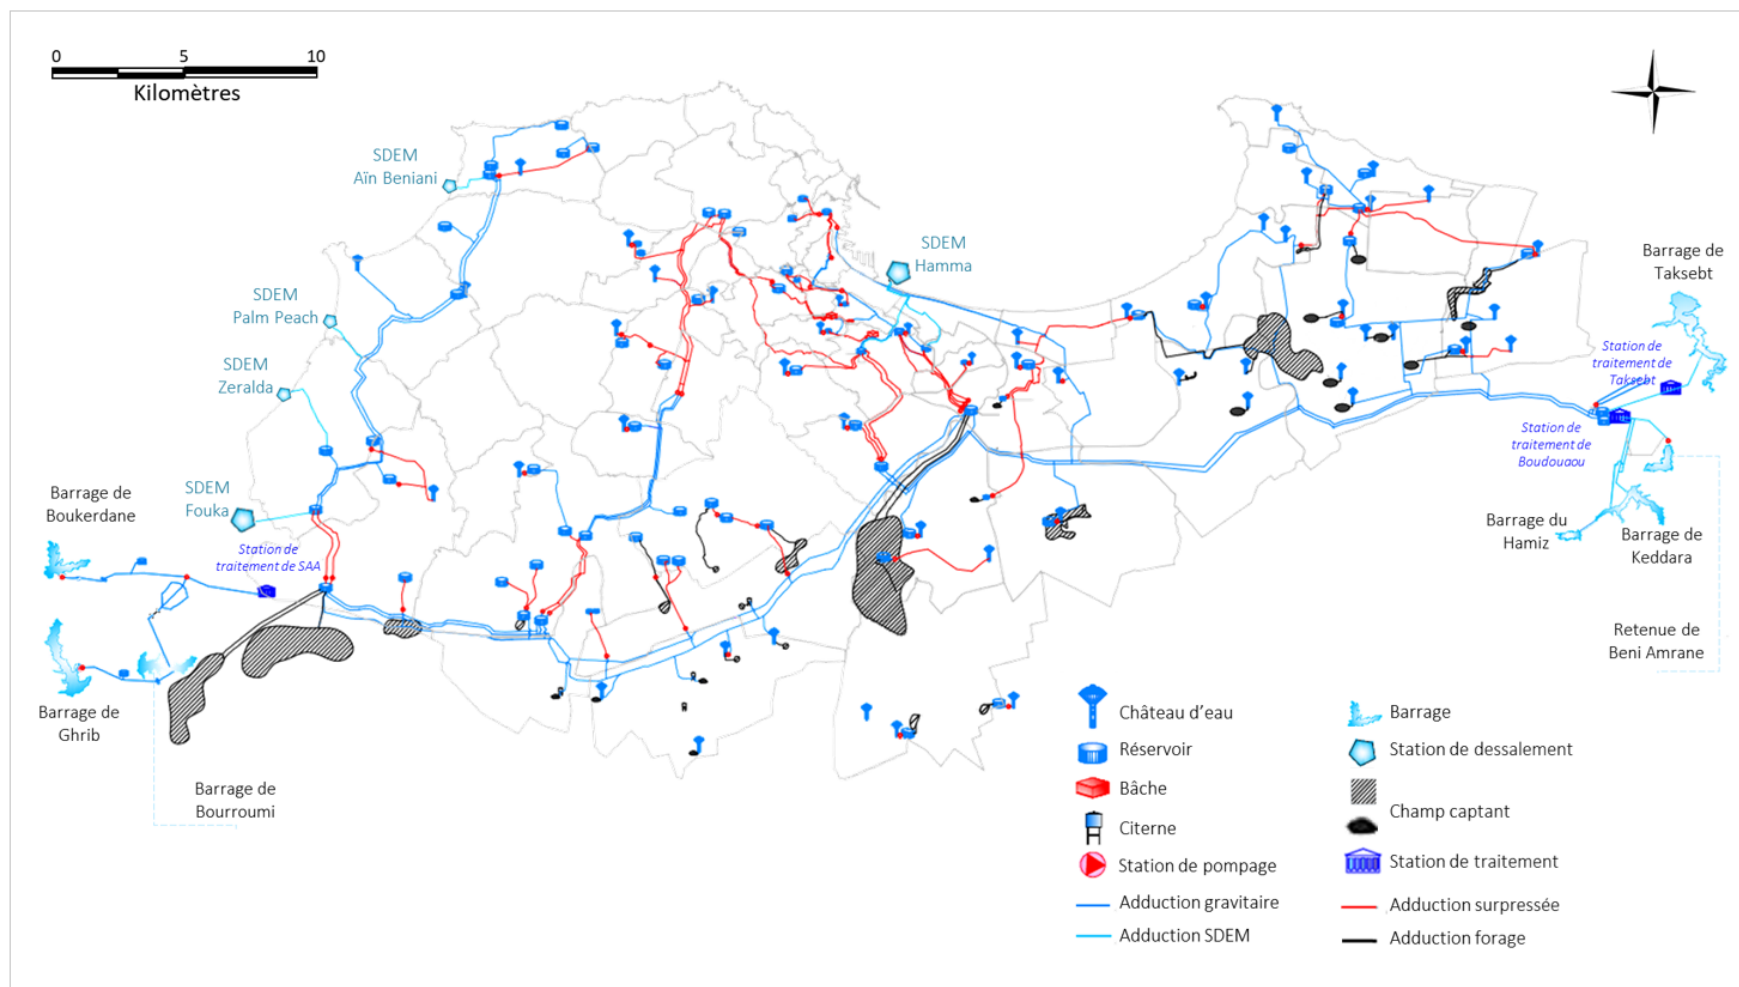 0 5 10
Kilomètres
SDEM
Aïn Beniani
SDEM
Hamma
Barrage de
Taksebt
SDEM
Palm Peach
Station de
traitement de
Taksebt
SDEM
Zeralda
Station de
traitement de
Boudouaou
Barrage de
Boukerdane
SDEM
Fouka
Station de
traitement de SAA
Barrage du
Hamiz
Barrage de
Keddara
Retenue de
Beni Amrane
Barrage de
Ghrib
Barrage de
Bourroumi
Château d’eau
Réservoir
Bâche
Citerne
Station de pompage
Adduction gravitaire
Adduction SDEM
Barrage
Station de dessalement
Champ captant
Station de traitement
Adduction surpressée
Adduction forage